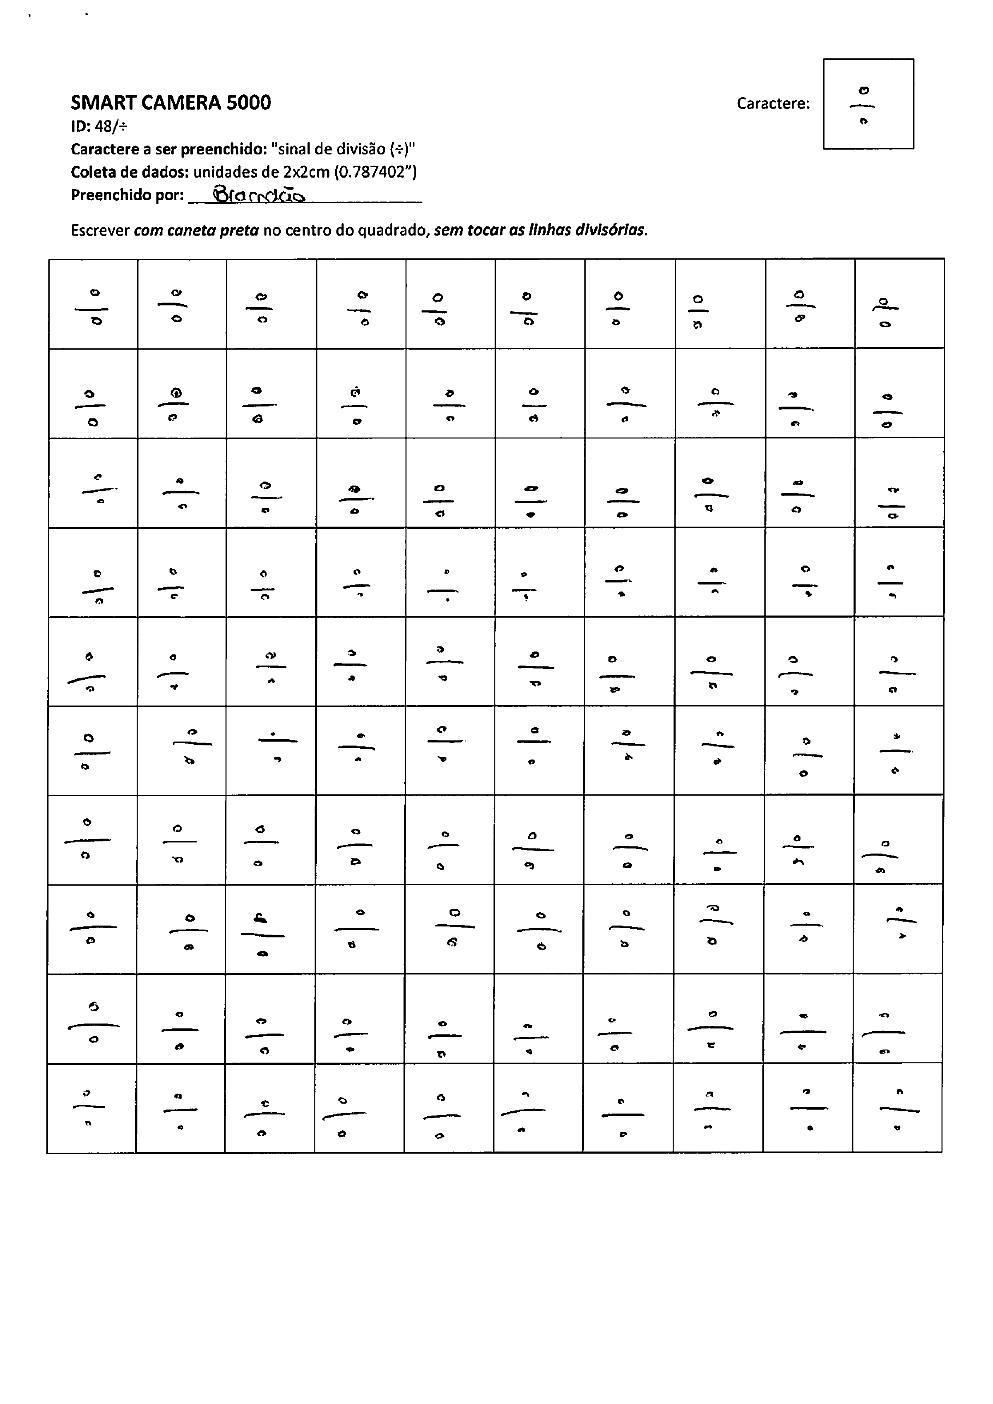 SMART CAMERA 5000
Caractere: ÷
ID: 48/÷
Caractere a ser preenchido: "sinal de divisão (÷)"
Coleta de dados: unidades de 2x2cm (0.787402")
Preenchido por: Brandão
Escrever com caneta preta no centro do quadrado, sem tocar as linhas divisórias.
÷ ÷ ÷ ÷ ÷ ÷ ÷ ÷ ÷ ÷
÷ ÷ ÷ ÷ ÷ ÷ ÷ ÷ ÷ ÷
÷ ÷ ÷ ÷ ÷ ÷ ÷ ÷ ÷ ÷
÷ ÷ ÷ ÷ ÷ ÷ ÷ ÷ ÷ ÷
÷ ÷ ÷ ÷ ÷ ÷ ÷ ÷ ÷ ÷
÷ ÷ ÷ ÷ ÷ ÷ ÷ ÷ ÷ ÷
÷ ÷ ÷ ÷ ÷ ÷ ÷ ÷ ÷ ÷
÷ ÷ ÷ ÷ ÷ ÷ ÷ ÷ ÷ ÷
÷ ÷ ÷ ÷ ÷ ÷ ÷ ÷ ÷ ÷
÷ ÷ ÷ ÷ ÷ ÷ ÷ ÷ ÷ ÷